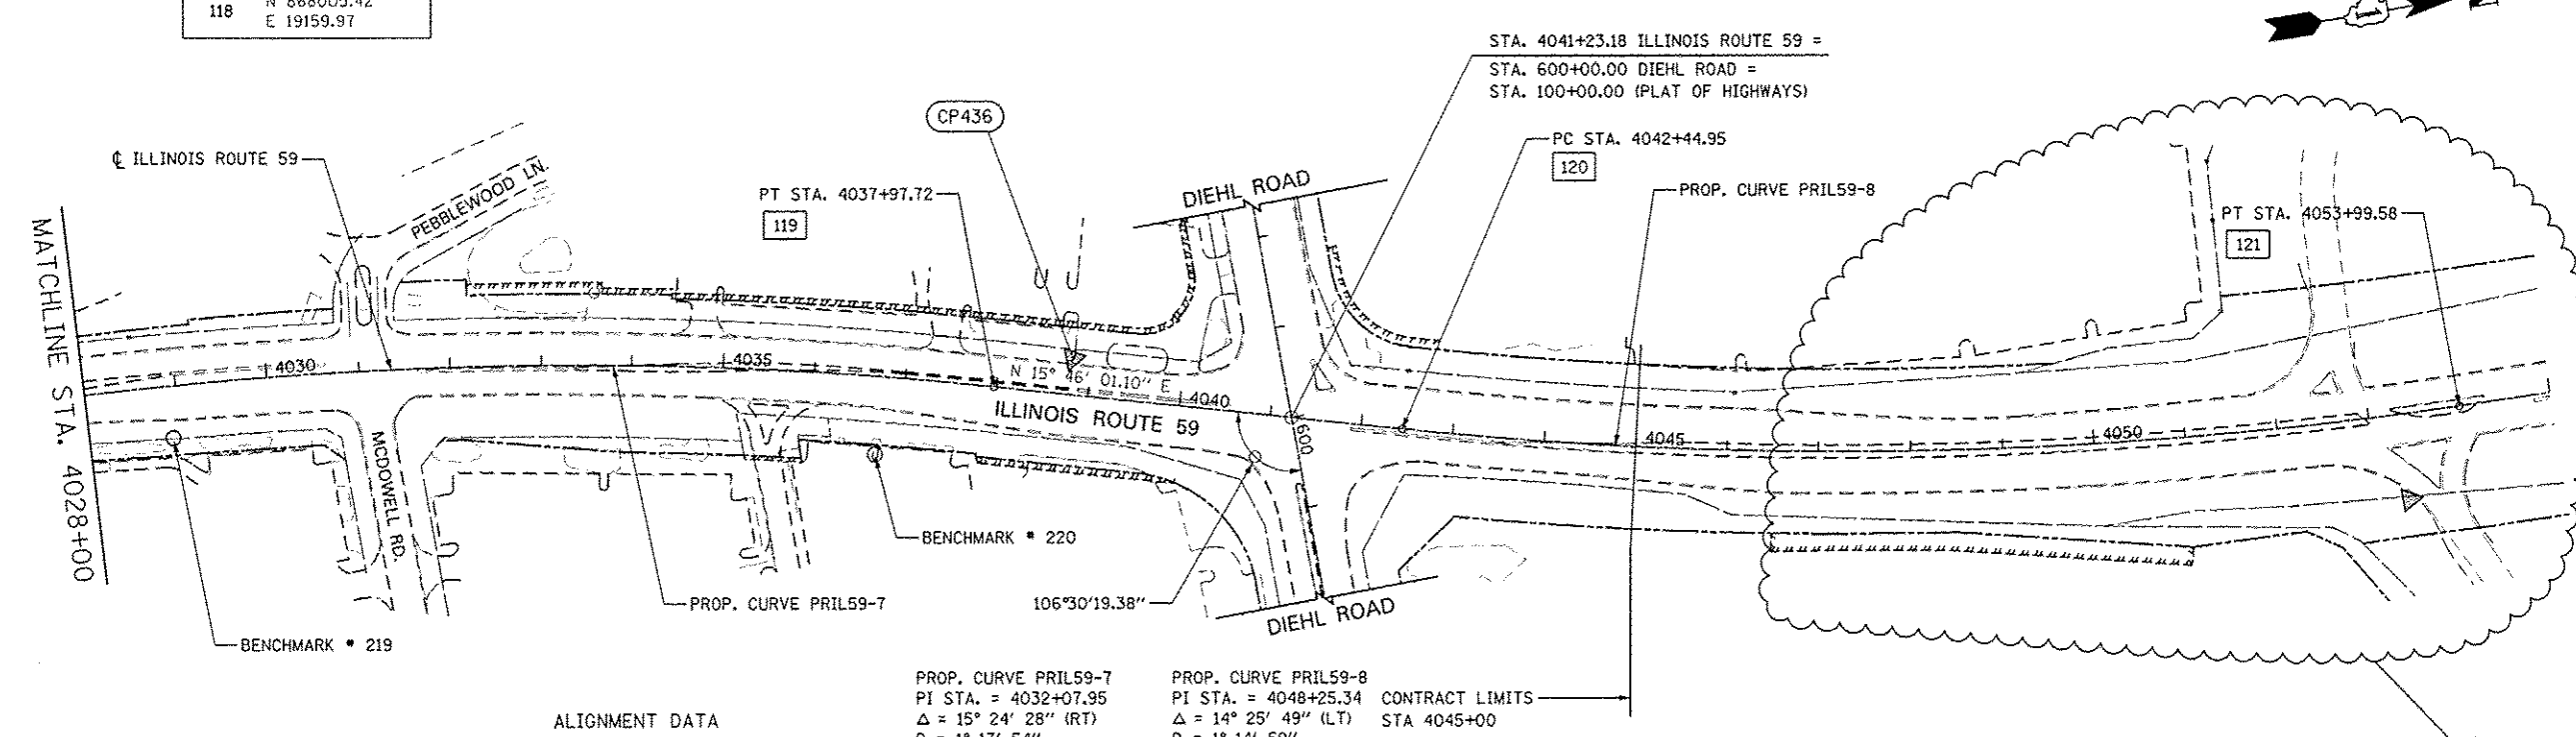 118
E 19159.97
STA. 4041+23.18 ILLINOIS ROUTE 59 =
STA. 600+00.00 DIEHL ROAD =
STA. 100+00.00 (PLAT OF HIGHWAYS)
CP436
PC STA. 4042+44.95
120
℄ ILLINOIS ROUTE 59
PEBBLEWOOD LN.
PT STA. 4037+97.72
119
DIEHL ROAD
PROP. CURVE PRIL59-8
PT STA. 4053+99.58
121
MATCHLINE STA. 4028+00
4030
4035
N 15° 46' 01.10" E
4040
ILLINOIS ROUTE 59
600
4045
4050
MCDOWELL RD.
BENCHMARK * 220
PROP. CURVE PRIL59-7
106°30'19.38"
DIEHL ROAD
BENCHMARK * 219
PROP. CURVE PRIL59-7
PI STA. = 4032+07.95
Δ = 15° 24' 28" (RT)
PROP. CURVE PRIL59-8
PI STA. = 4048+25.34
Δ = 14° 25' 49" (LT)
CONTRACT LIMITS
STA 4045+00
ALIGNMENT DATA